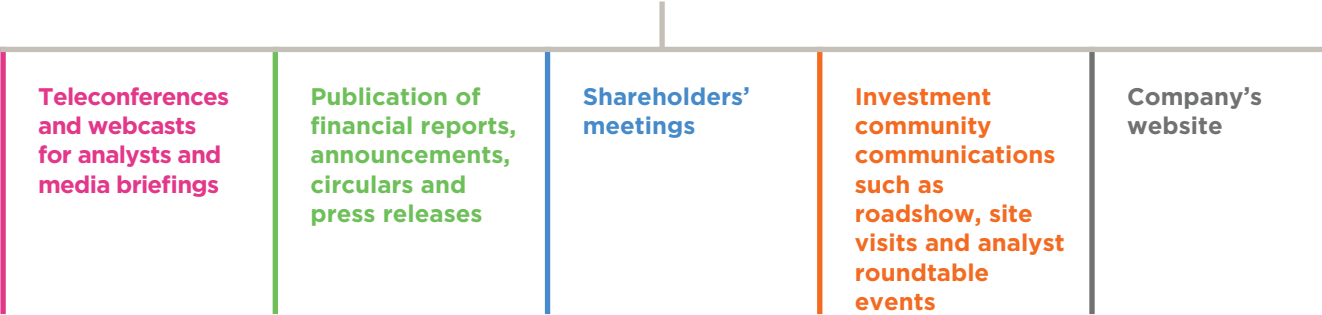 Teleconferences
and webcasts
for analysts and
media briefings
Publication of
financial reports,
announcements,
circulars and
press releases
Shareholders’
meetings
Investment
community
communications
such as
roadshow, site
visits and analyst
roundtable
events
Company’s
website